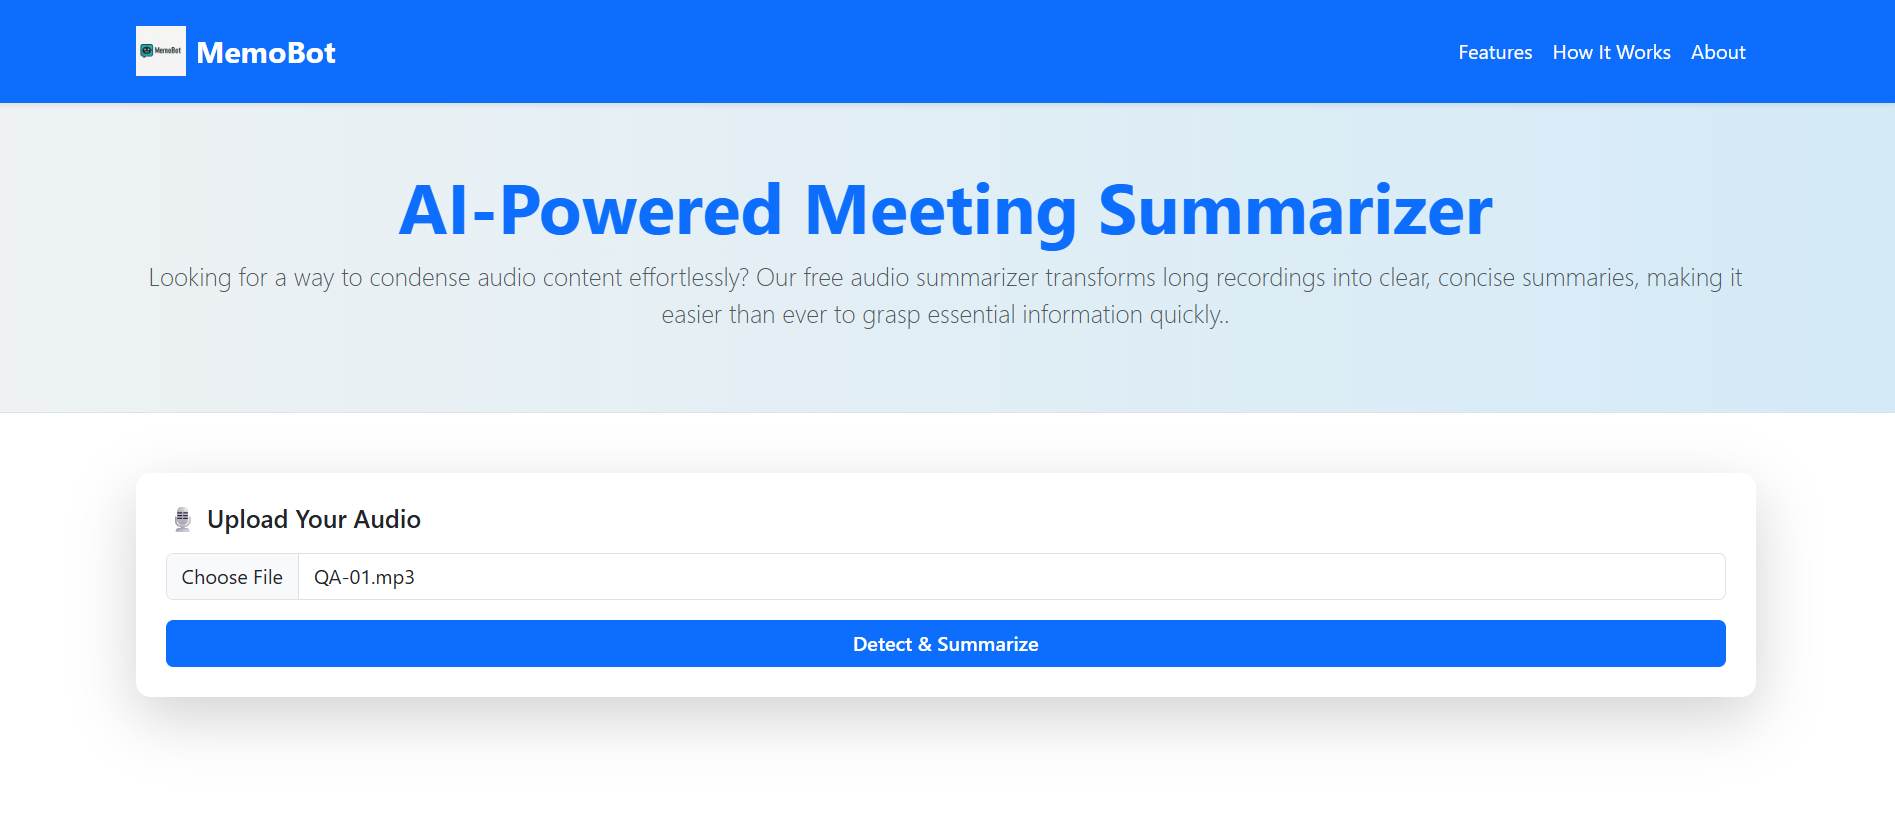 MemoBot
MemoBot
Features
How It Works
About
AI-Powered Meeting Summarizer
Looking for a way to condense audio content effortlessly? Our free audio summarizer transforms long recordings into clear, concise summaries, making it
easier than ever to grasp essential information quickly..
Upload Your Audio
Choose File
QA-01.mp3
Detect & Summarize